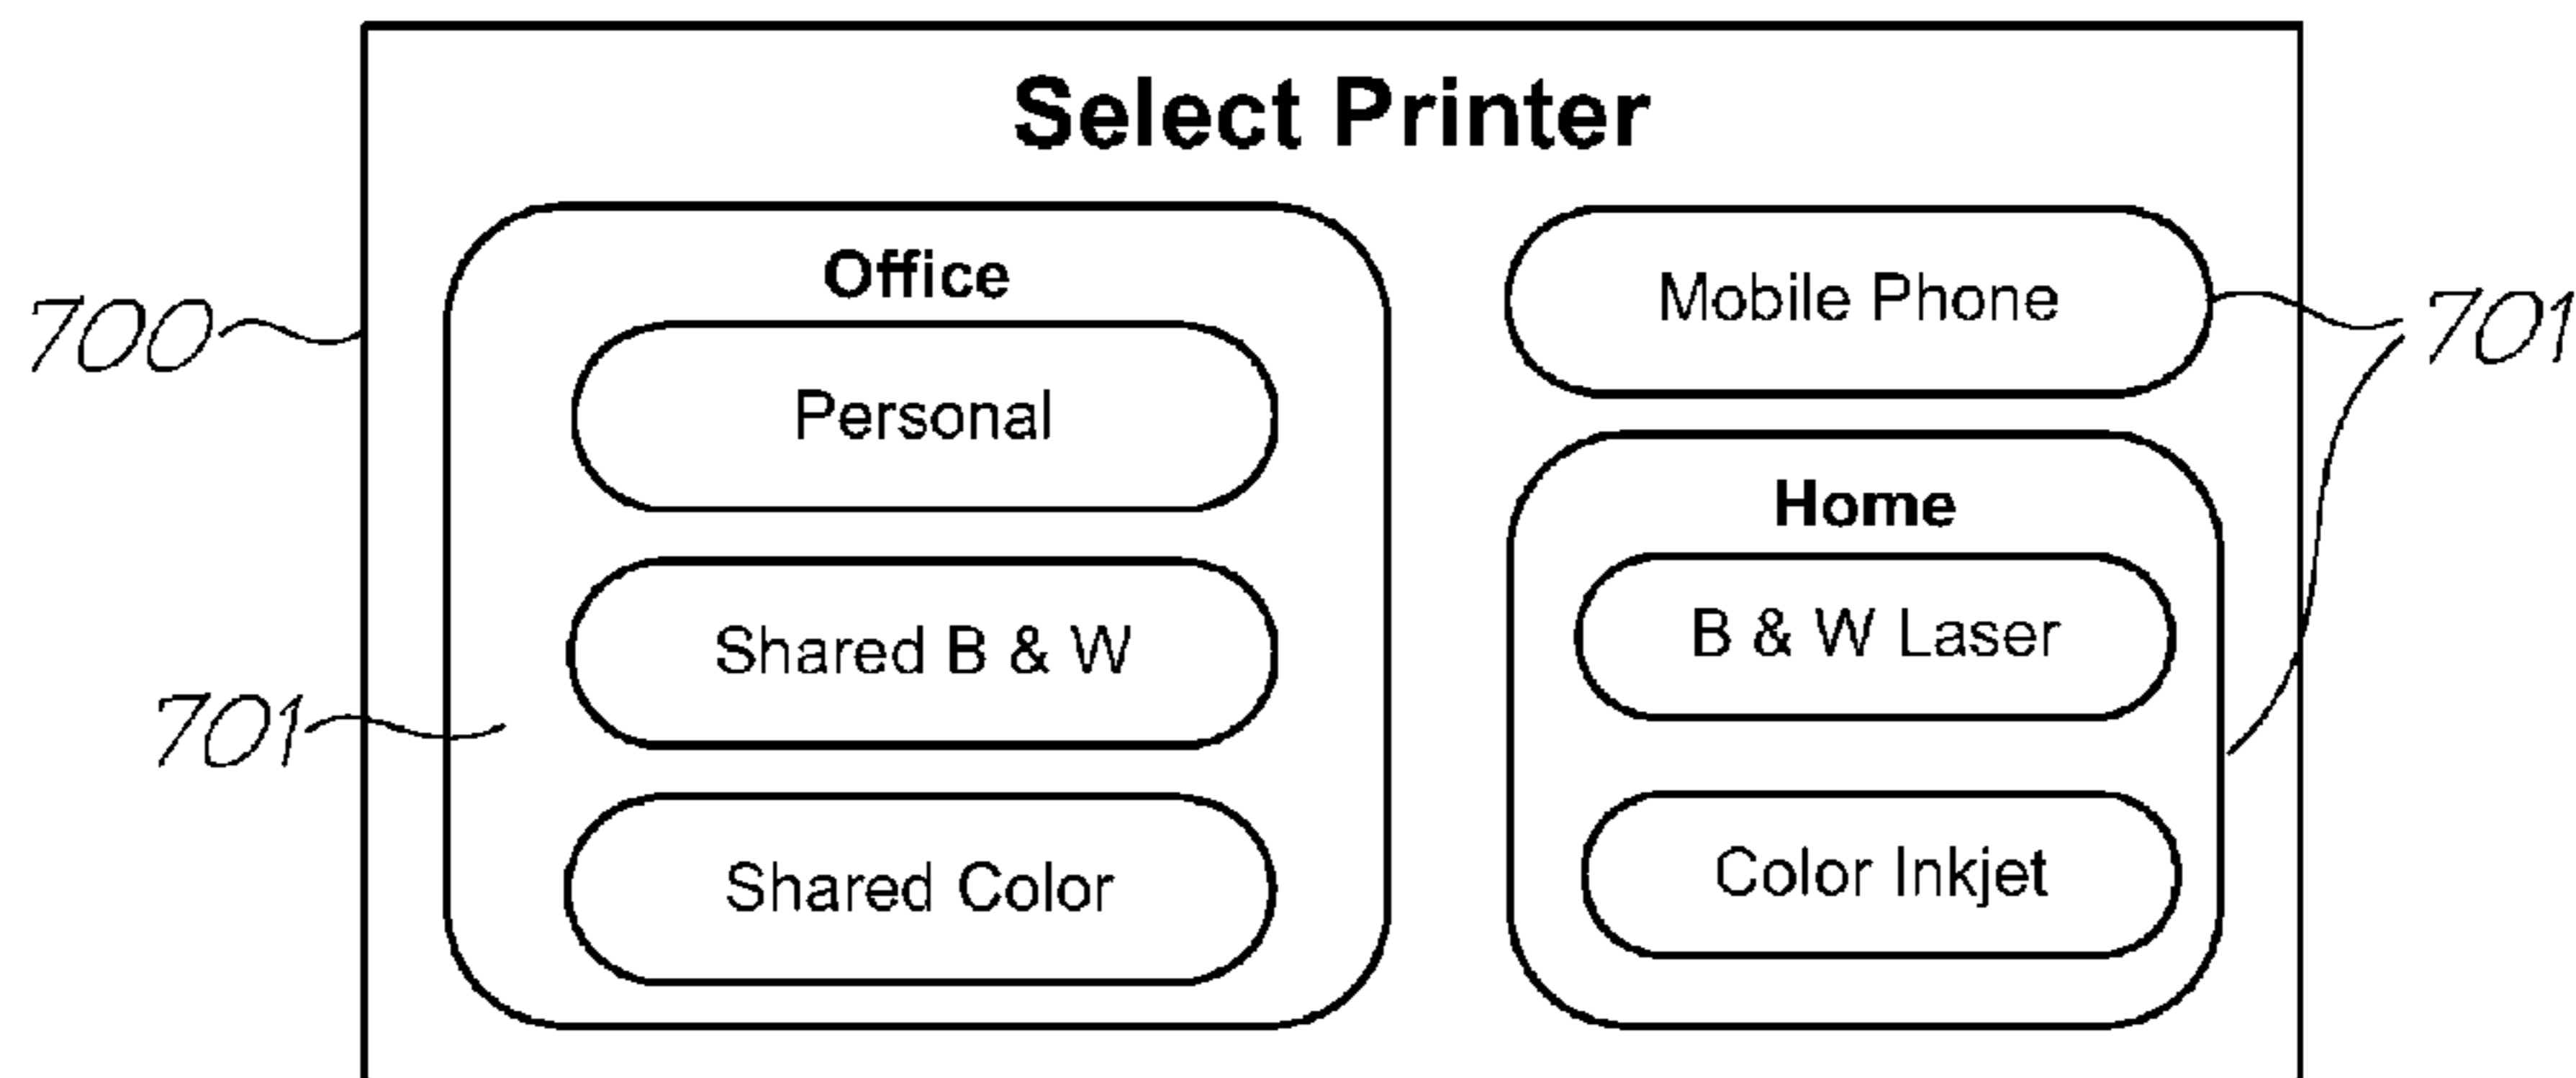 Select Printer
Office
Personal
Shared B & W
Shared Color
Mobile Phone
Home
B & W Laser
Color Inkjet
700
701
701